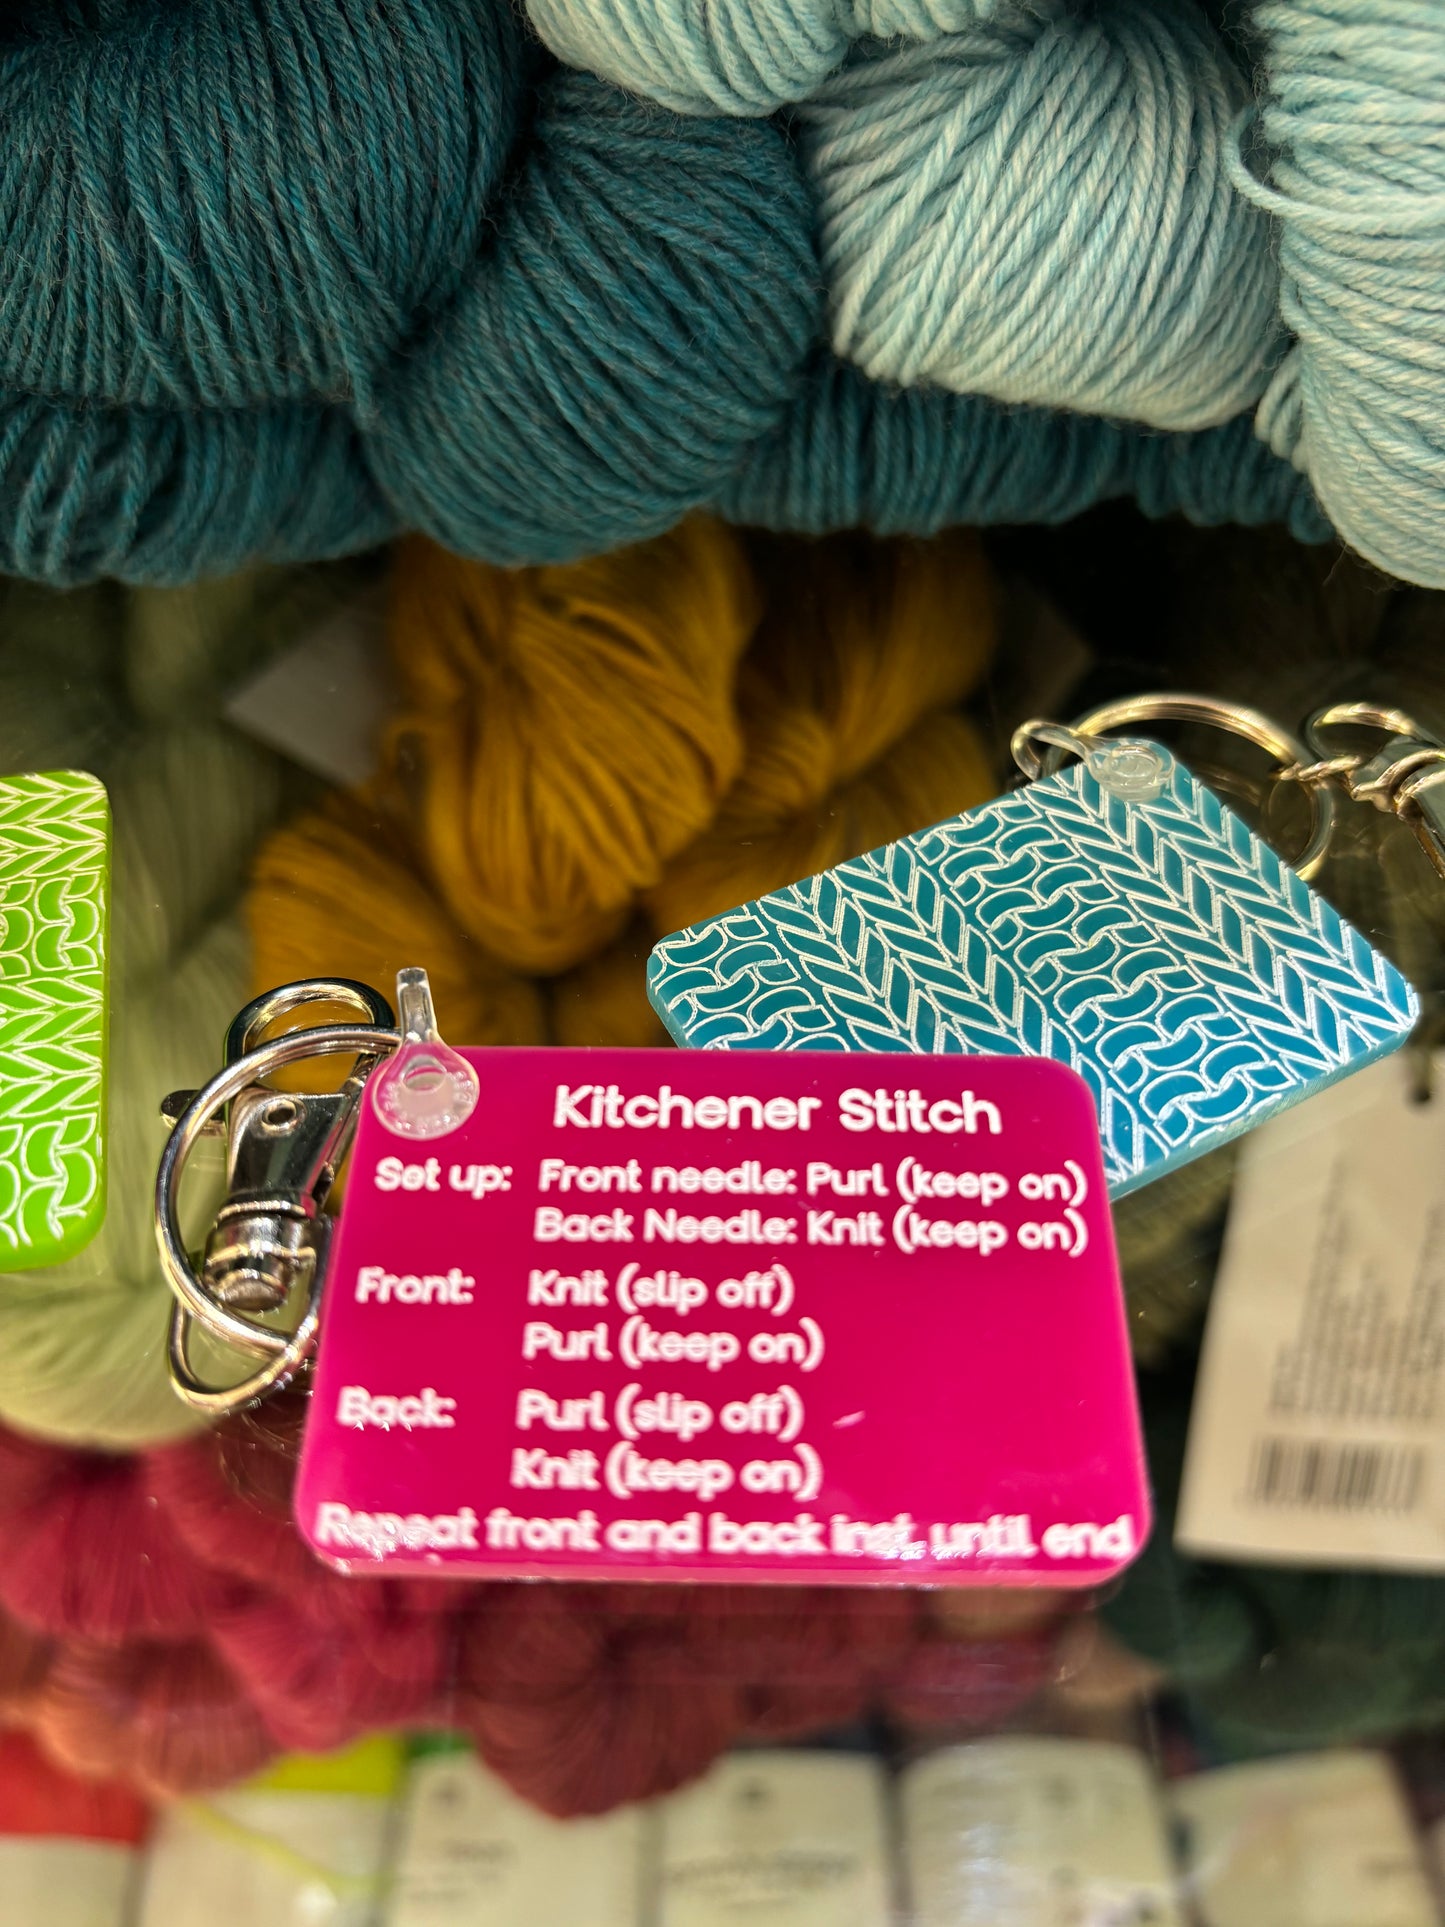 Kitchener Stitch
Set up: Front needle: Purl (keep on)
Back Needle: Knit (keep on)
Front: Knit (slip off)
Purl (keep on)
Back: Purl (slip off)
Knit (keep on)
Repeat front and back inst. until end